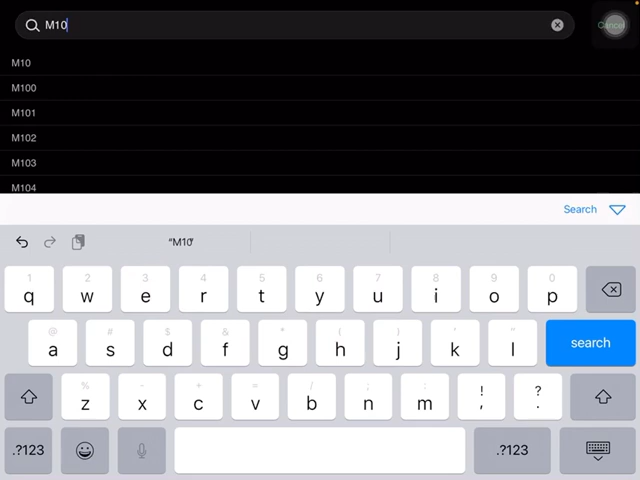 M10
Cancel
M10
M100
M101
M102
M103
M104
Search
"M10"
1 2 3 4 5 6 7 8 9 0
q w e r t y u i o p
@ # $ & * ( ) ' "
a s d f g h j k l search
% - + = / ; : ! ?
z x c v b n m , .
.?123 .?123